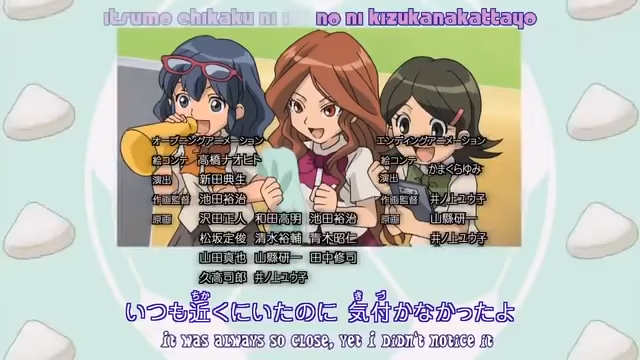 itsumo chikaku ni i no ni kizukanakattayo
オープニングアニメーション
絵コンテ 高橋ナオヒト
演出 新田典生
作画監督 池田裕治
原画 沢田正人 和田高明 池田裕治
松坂定俊 清水裕輔 青木昭仁
山田真也 山縣研一 田中修司
久高司郎 井ノ上ユウ子
エンディングアニメーション
絵コンテ
演出 かまくらゆみ
作画監督 井ノ上ユウ子
原画 山縣研一
井ノ上ユウ子
ちか きづ
いつも近くにいたのに 気付かなかったよ
it was always so close, yet i didn't notice it